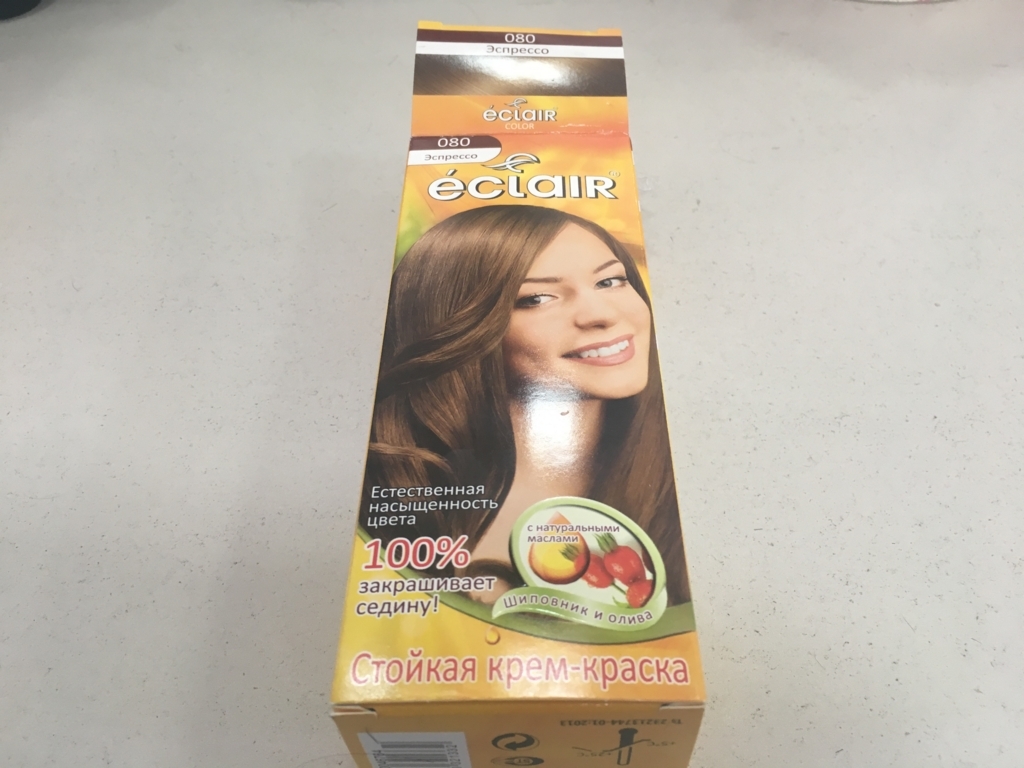 080
Эспрессо
éclair
COLOR
080
Эспрессо
éclair
Естественная
насыщенность
цвета
100%
закрашивает
седину!
с натуральными
маслами
Шиповник и олива
Стойкая крем-краска